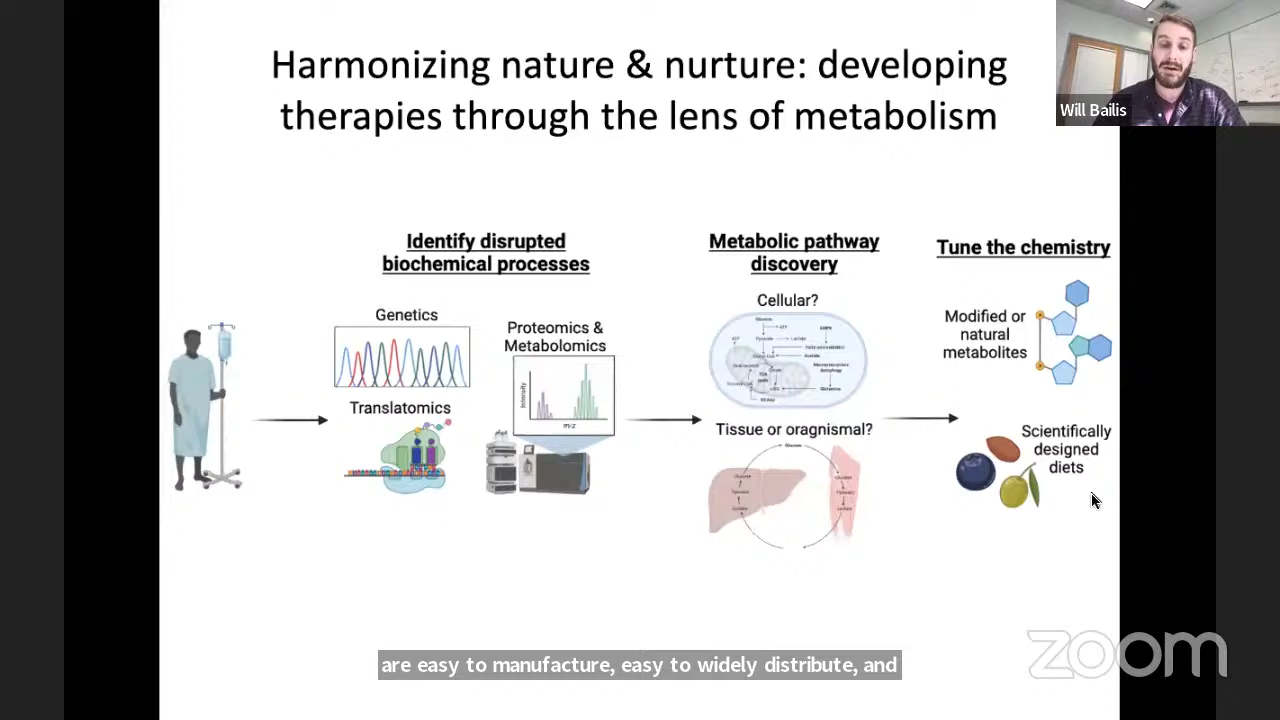 Harmonizing nature & nurture: developing
therapies through the lens of metabolism
Will Bailis
Identify disrupted
biochemical processes
Genetics
Translatomics
Proteomics &
Metabolomics
Intensity
m/z
Metabolic pathway
discovery
Cellular?
Tissue or oragnismal?
Tune the chemistry
Modified or
natural
metabolites
Scientifically
designed
diets
are easy to manufacture, easy to widely distribute, and
zoom